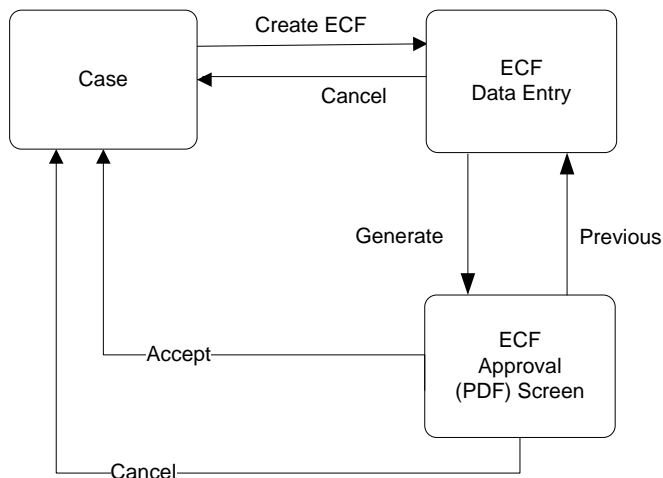 Create ECF
Case
ECF
Data Entry
Cancel
Generate
Previous
ECF
Approval
(PDF) Screen
Accept
Cancel